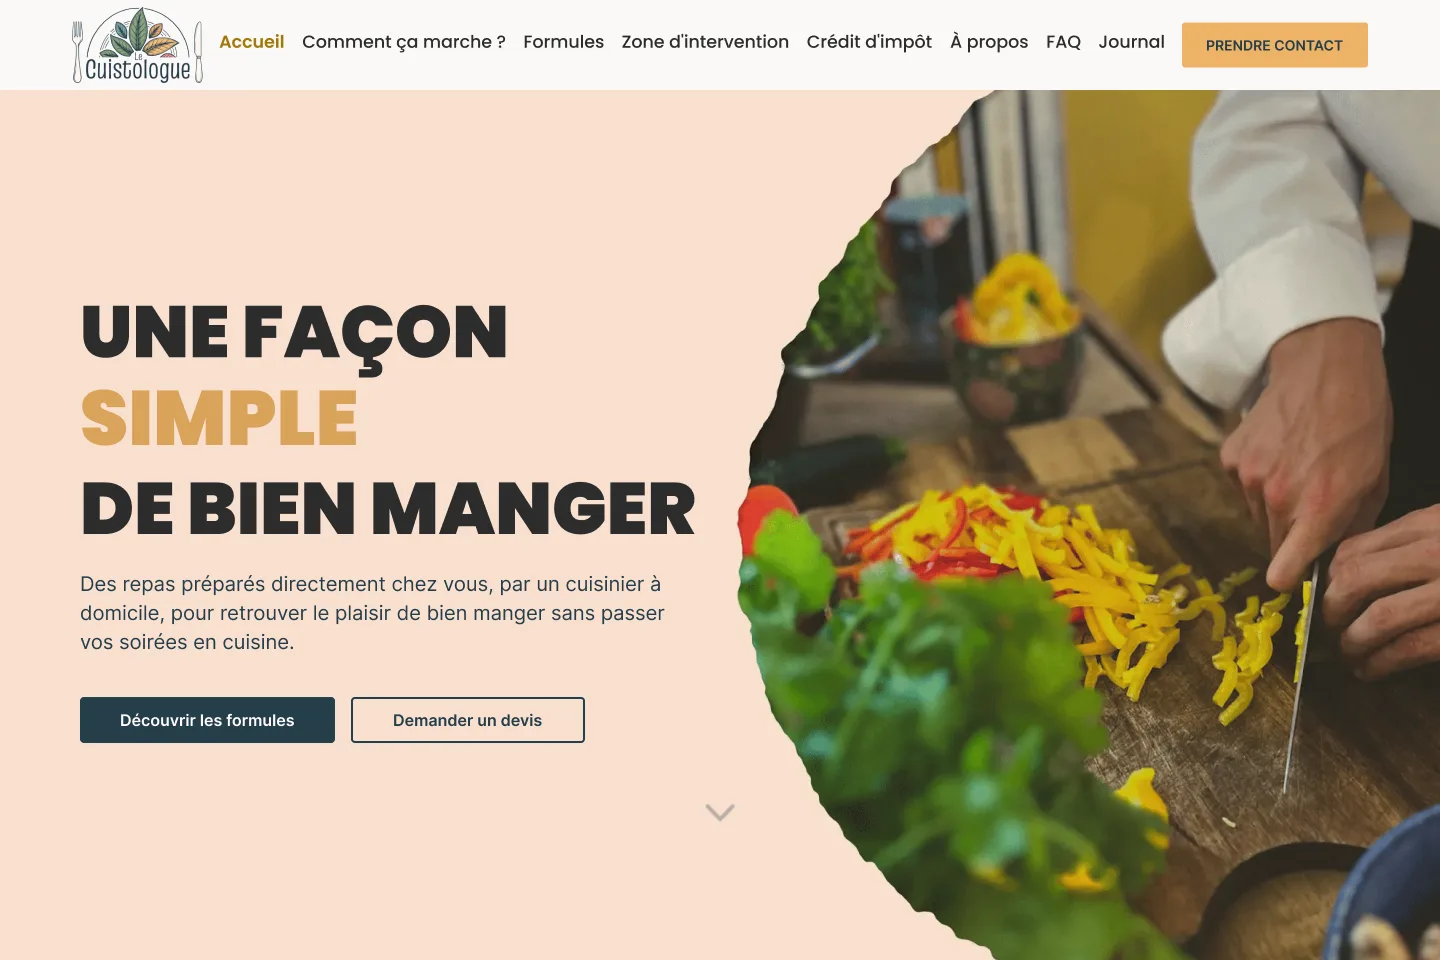 Le
Cuistologue
Accueil
Comment ça marche ?
Formules
Zone d'intervention
Crédit d'impôt
À propos
FAQ
Journal
PRENDRE CONTACT
UNE FAÇON
SIMPLE
DE BIEN MANGER
Des repas préparés directement chez vous, par un cuisinier à
domicile, pour retrouver le plaisir de bien manger sans passer
vos soirées en cuisine.
Découvrir les formules
Demander un devis